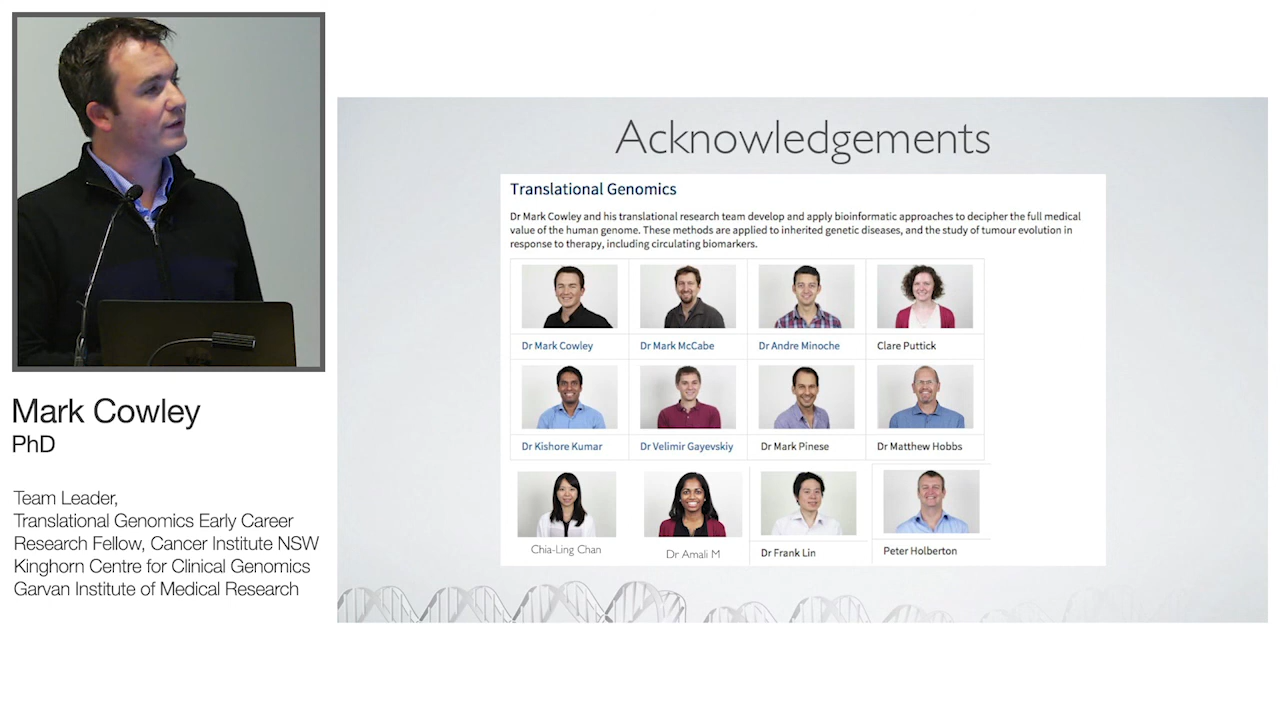 Mark Cowley
PhD
Team Leader,
Translational Genomics Early Career
Research Fellow, Cancer Institute NSW
Kinghorn Centre for Clinical Genomics
Garvan Institute of Medical Research
Acknowledgements
Translational Genomics
Dr Mark Cowley and his translational research team develop and apply bioinformatic approaches to decipher the full medical
value of the human genome. These methods are applied to inherited genetic diseases, and the study of tumour evolution in
response to therapy, including circulating biomarkers.
Dr Mark Cowley
Dr Mark McCabe
Dr Andre Minoche
Clare Puttick
Dr Kishore Kumar
Dr Velimir Gayevskiy
Dr Mark Pinese
Dr Matthew Hobbs
Chia-Ling Chan
Dr Amali M
Dr Frank Lin
Peter Holberton